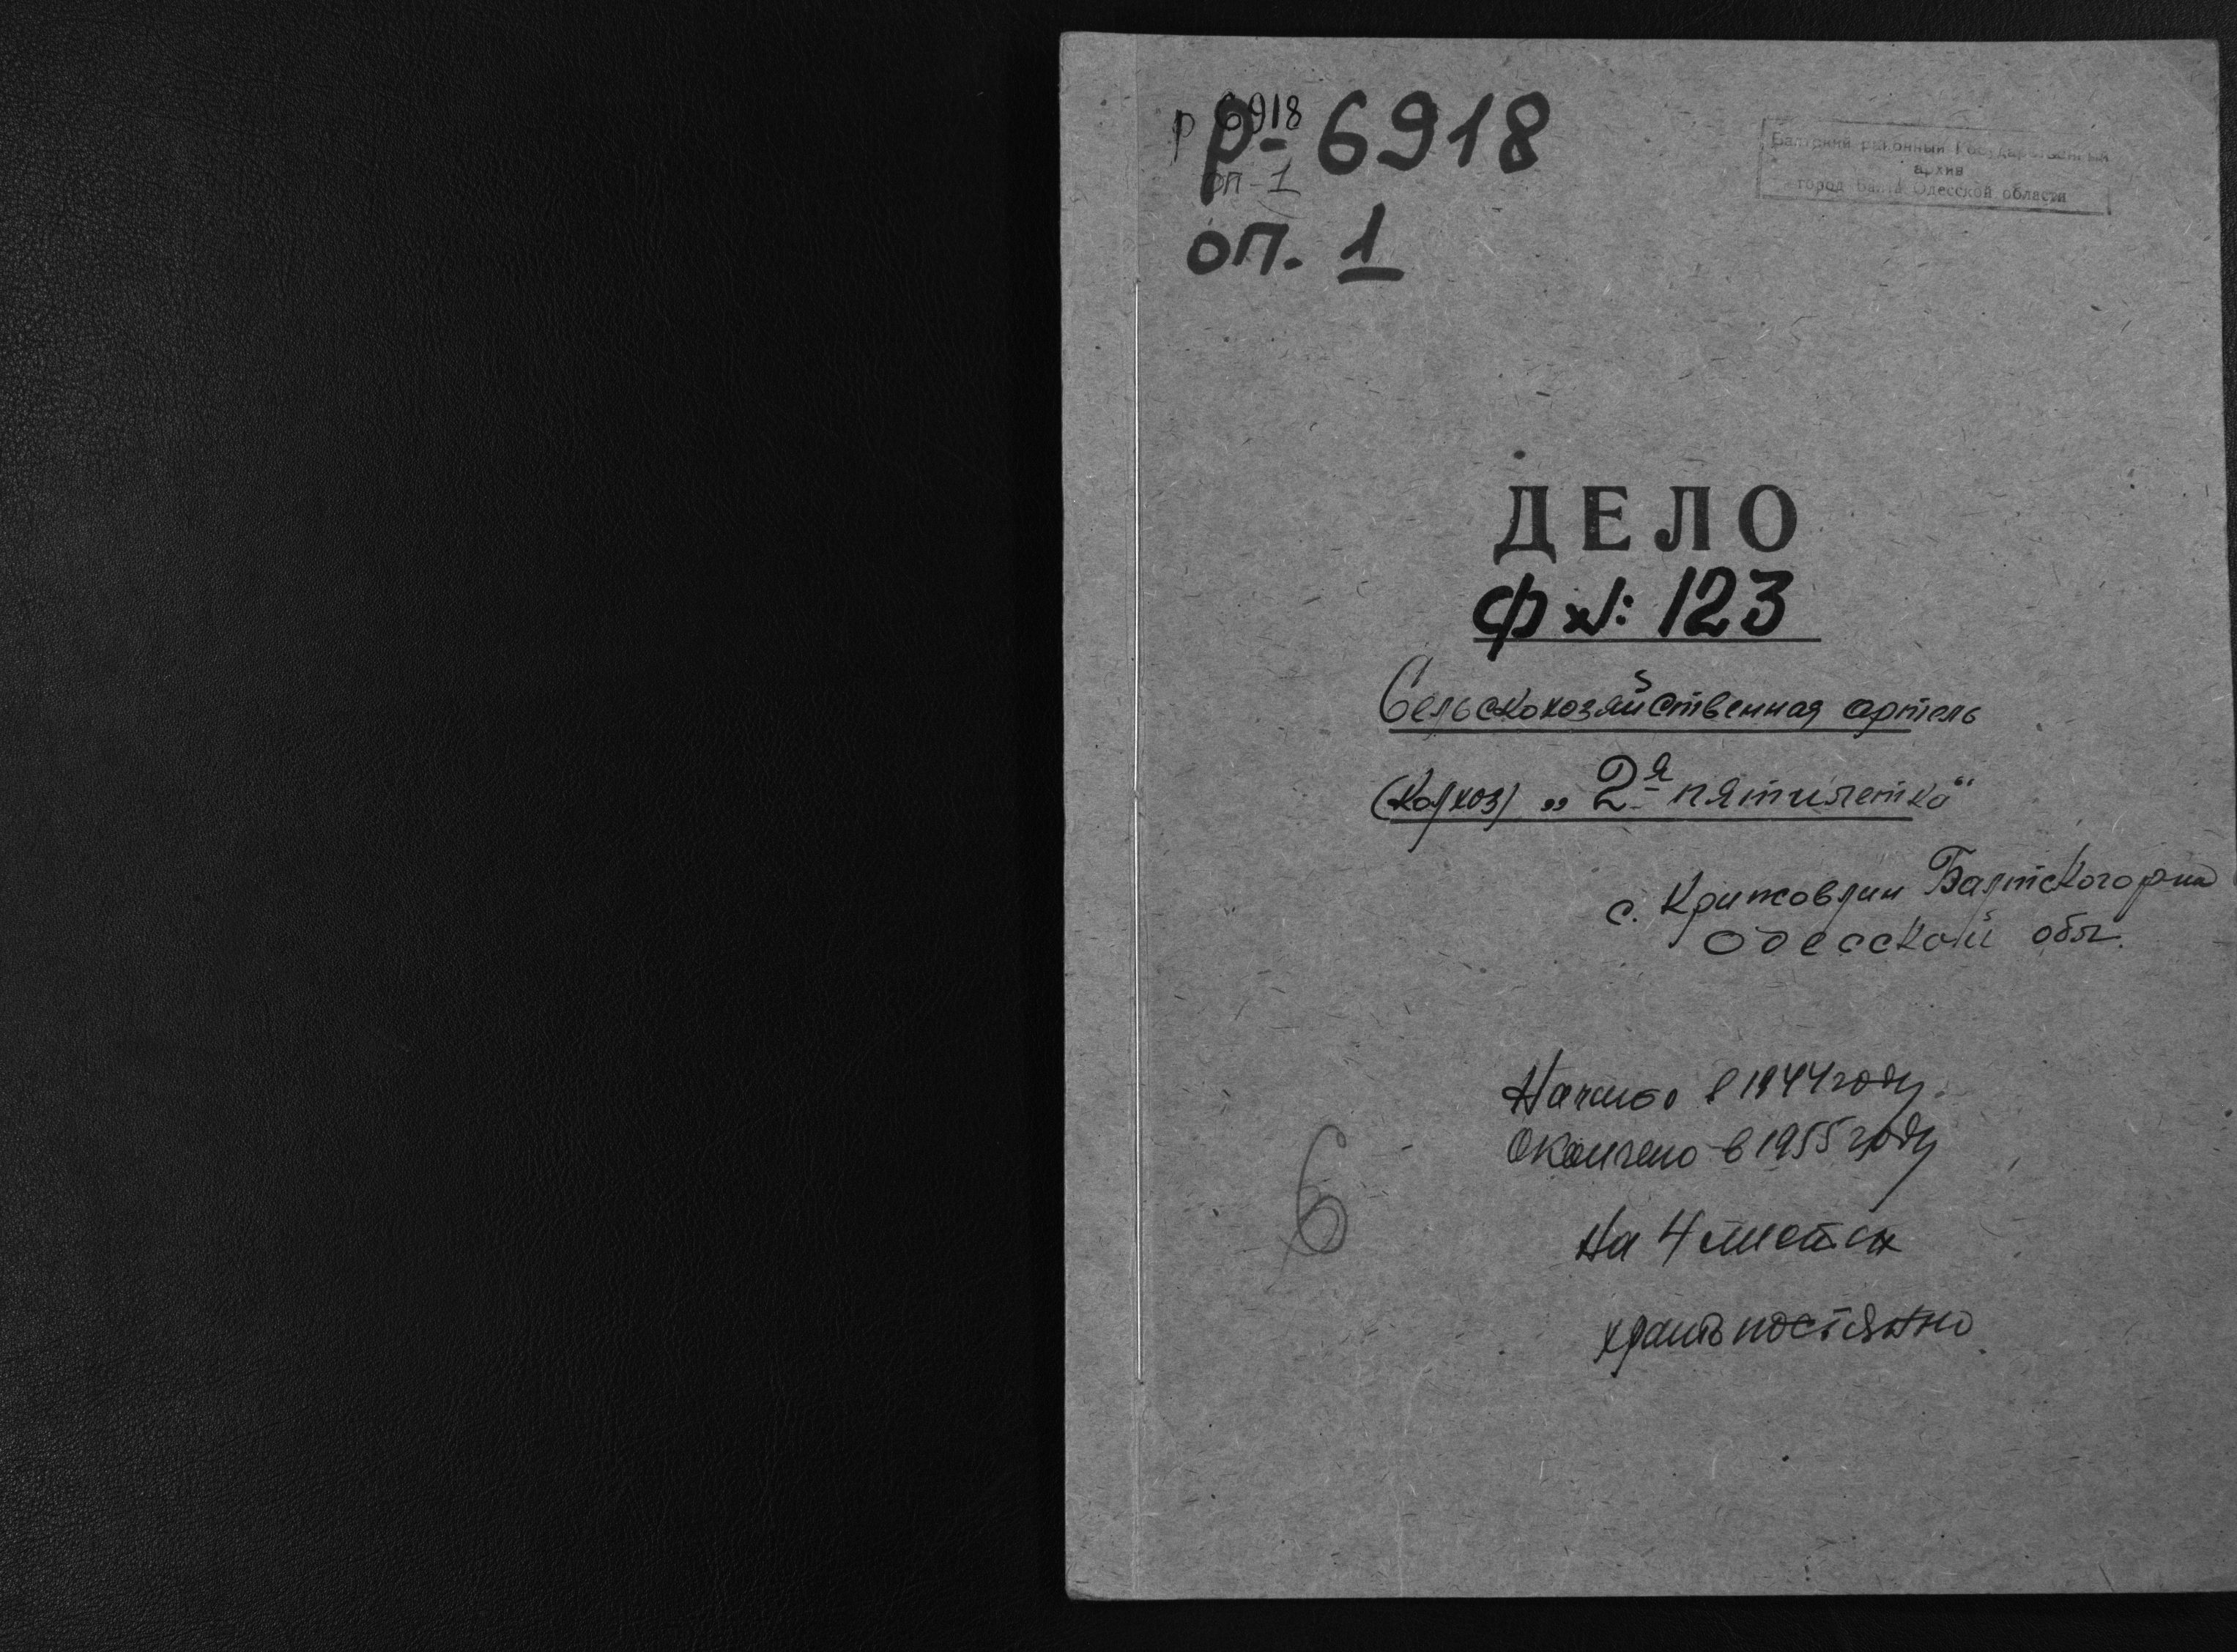 р 6918
р-6918
оп-1
оп. 1
Балтский районный Государственный
архив
город Балта Одесской области
ДЕЛО
Ф №: 123
Сельскохозяйственная артель
(колхоз) „2-я пятилетка“
с. Крижовлин Балтского р-на
Одесской обл.
Начато в 1944 году.
Окончено в 1955 году
На 4 листах
хранить постоянно
6